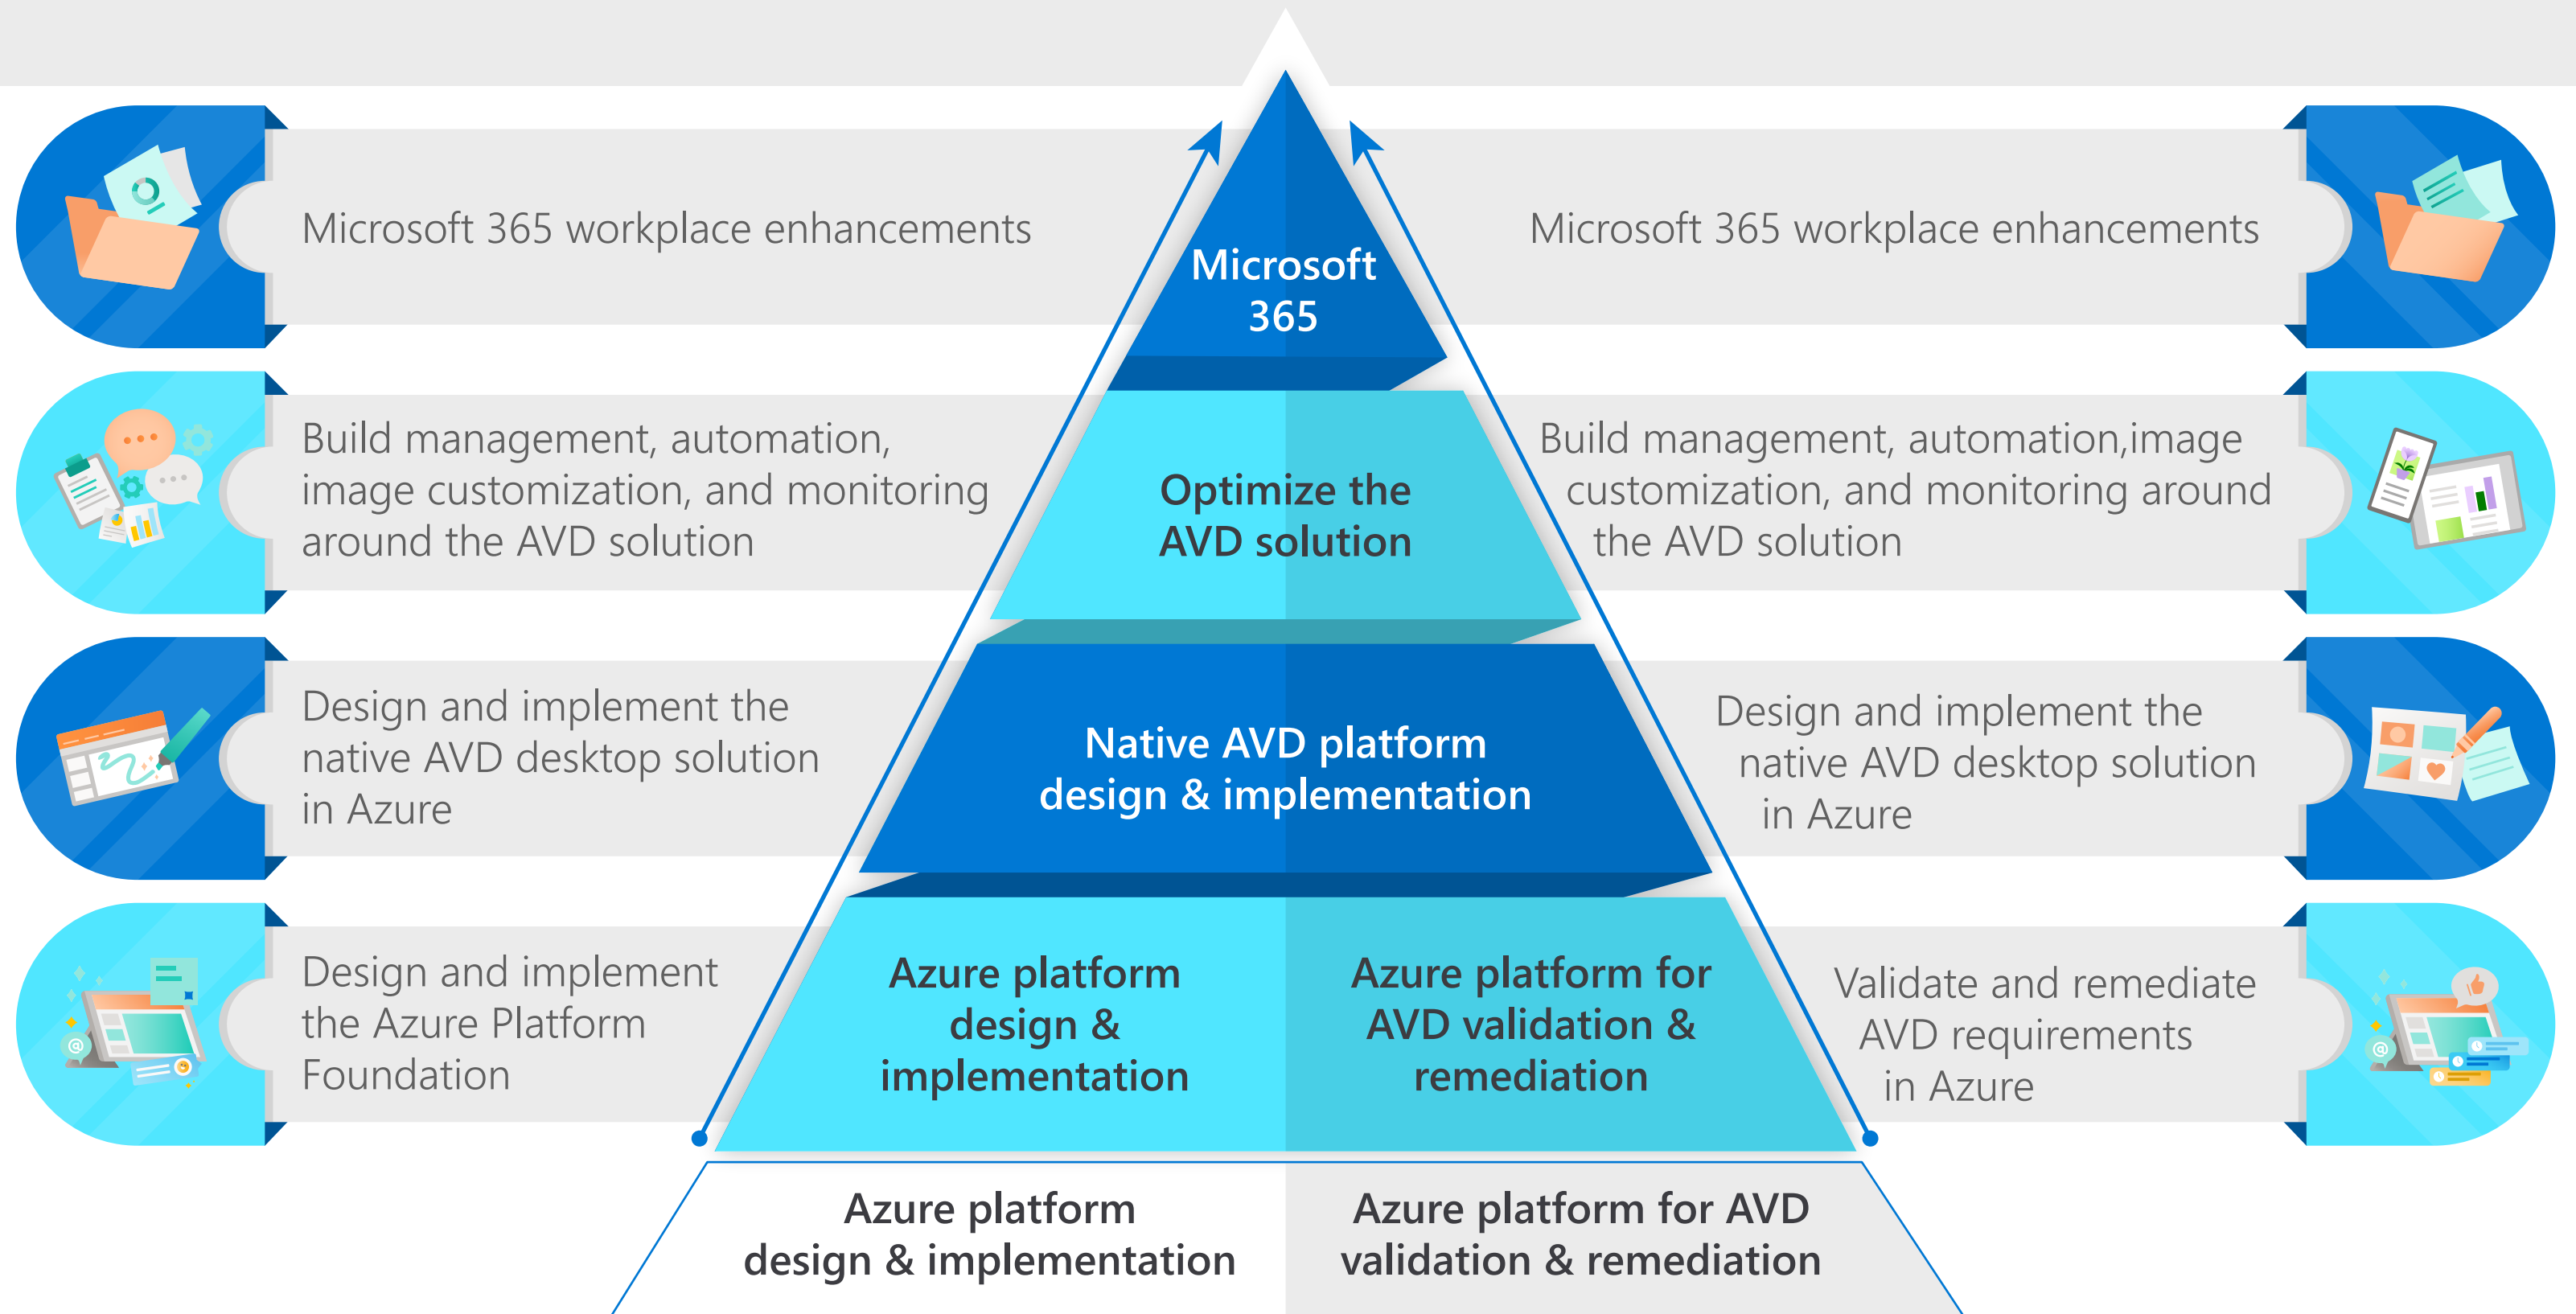 Microsoft 365 workplace enhancements
Microsoft
365
Microsoft 365 workplace enhancements
Build management, automation,
image customization, and monitoring
around the AVD solution
Optimize the
AVD solution
Build management, automation,image
customization, and monitoring around
the AVD solution
Design and implement the
native AVD desktop solution
in Azure
Native AVD platform
design & implementation
Design and implement the
native AVD desktop solution
in Azure
Design and implement
the Azure Platform
Foundation
Azure platform
design &
implementation
Azure platform for
AVD validation &
remediation
Validate and remediate
AVD requirements
in Azure
Azure platform
design & implementation
Azure platform for AVD
validation & remediation
@
@